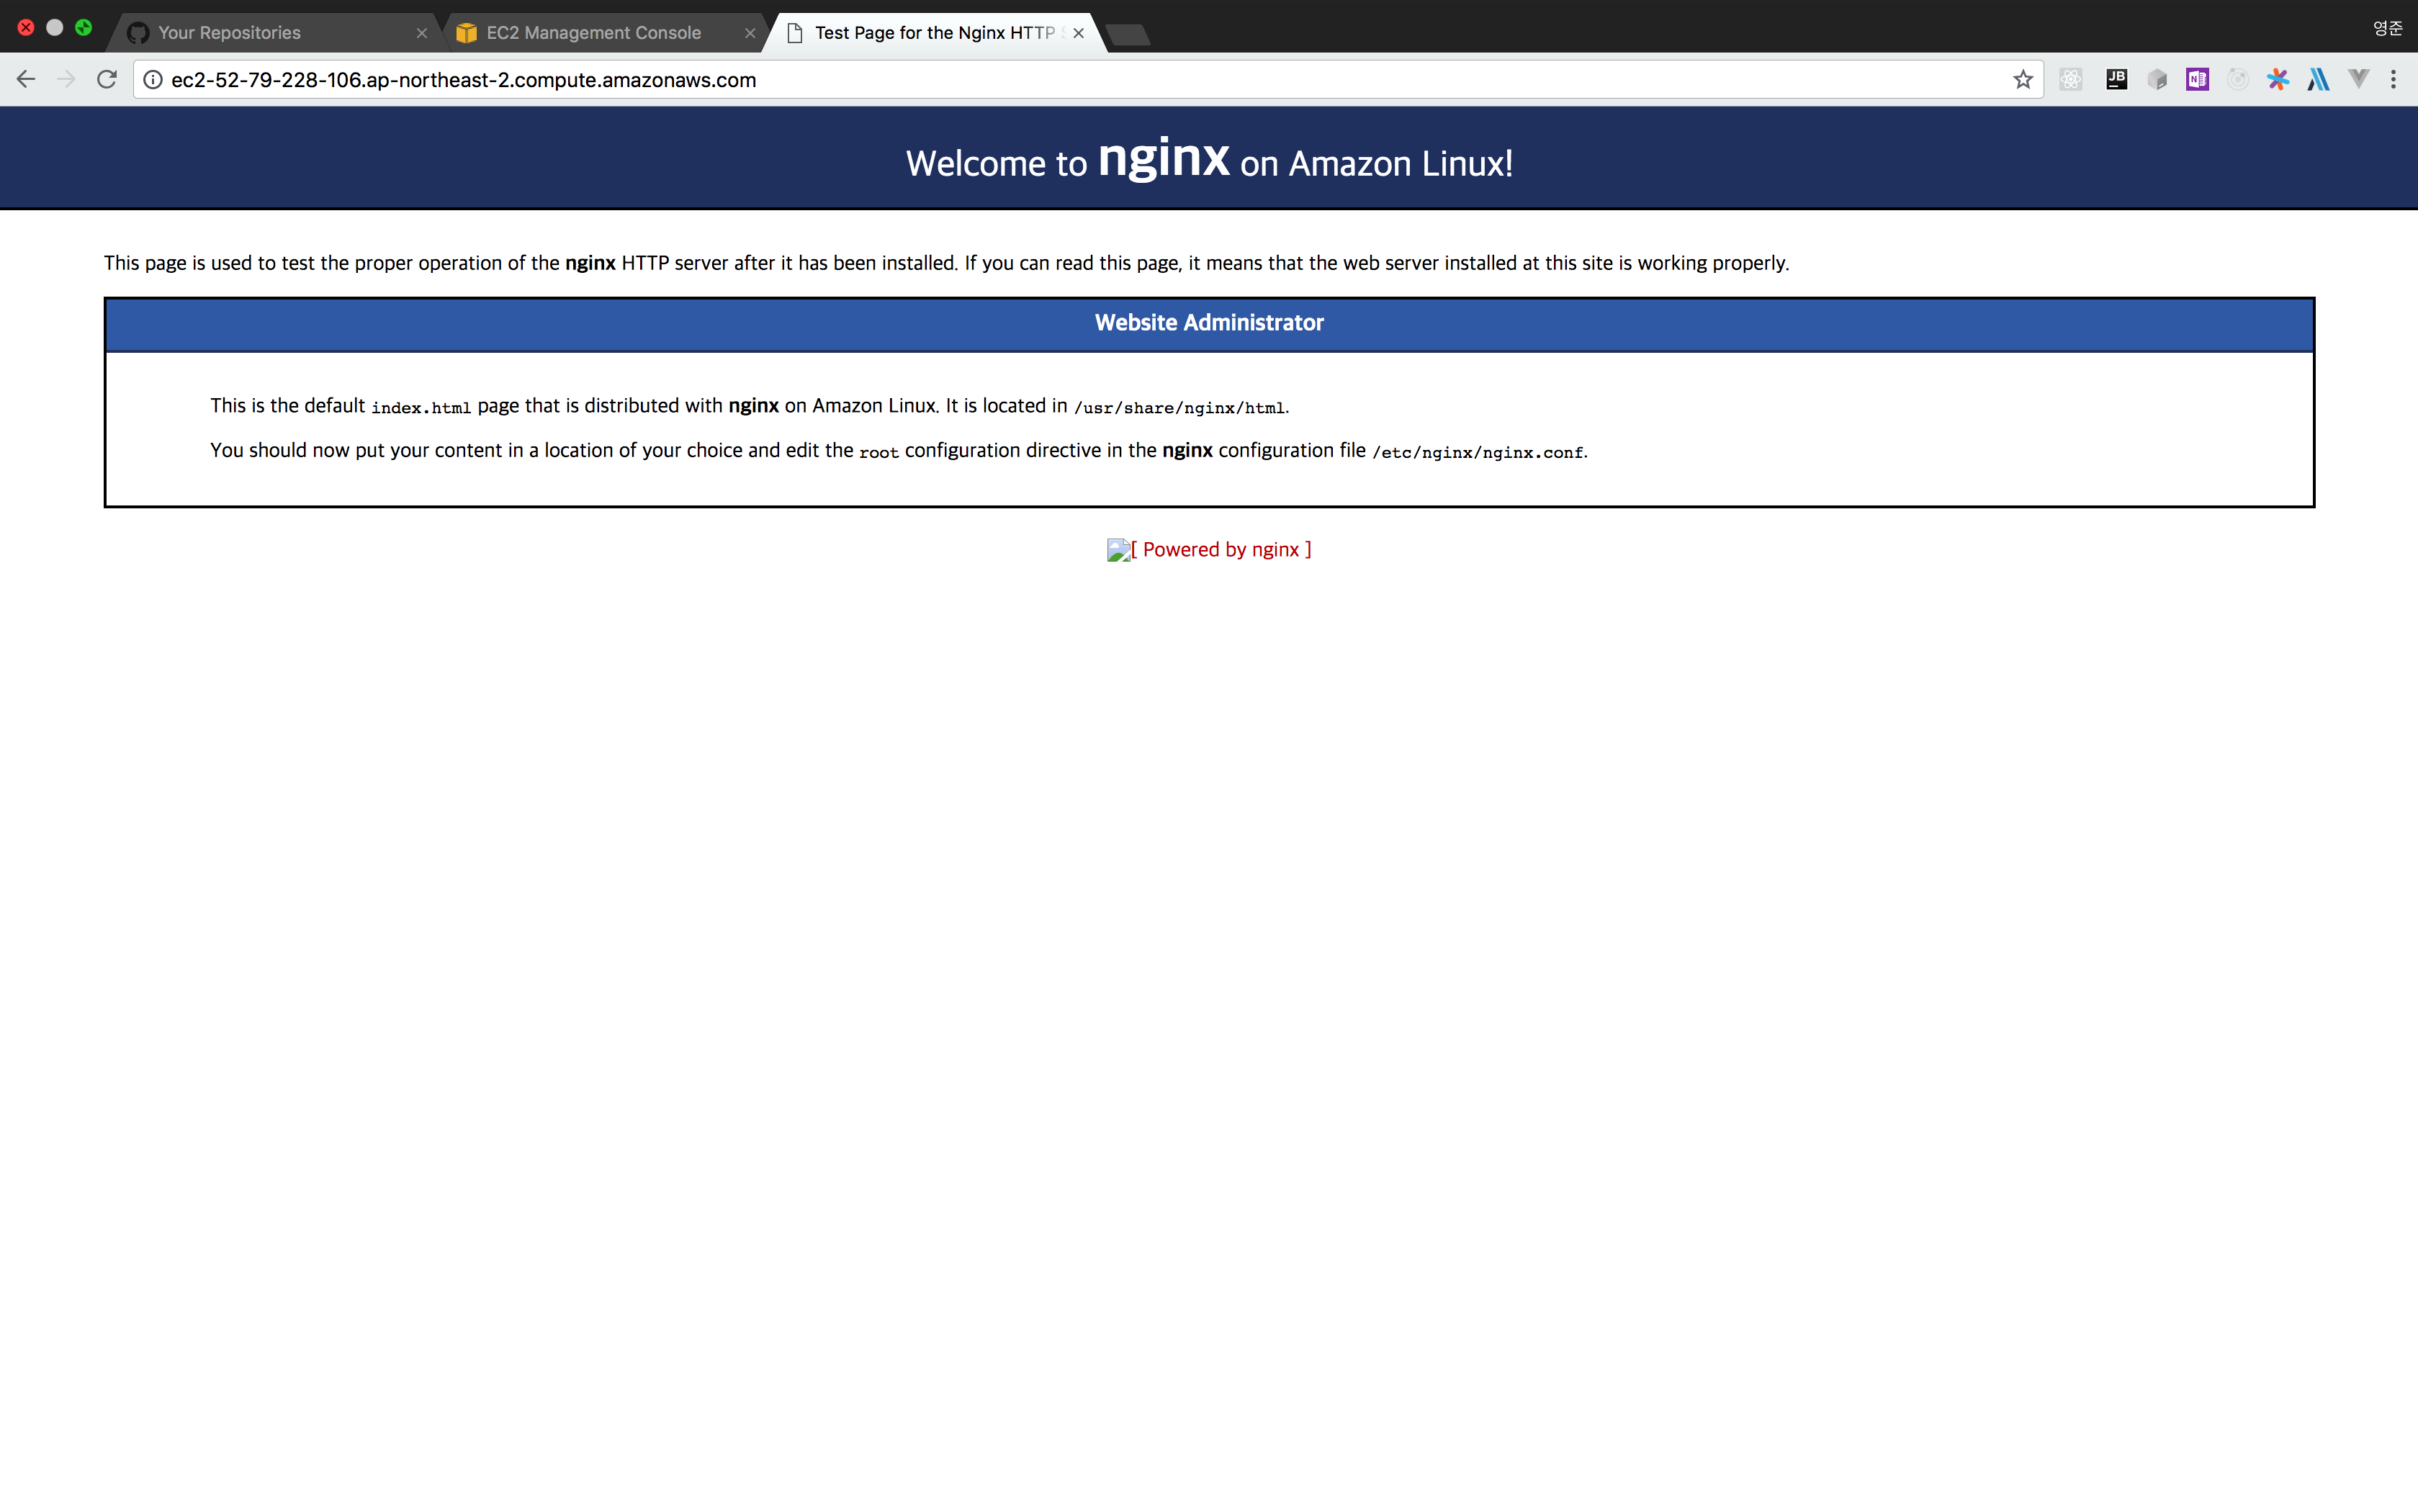 Your Repositories
EC2 Management Console
Test Page for the Nginx HTTP
영준
ec2-52-79-228-106.ap-northeast-2.compute.amazonaws.com
JB
N
Welcome to nginx on Amazon Linux!
This page is used to test the proper operation of the nginx HTTP server after it has been installed. If you can read this page, it means that the web server installed at this site is working properly.
Website Administrator
This is the default index.html page that is distributed with nginx on Amazon Linux. It is located in /usr/share/nginx/html.
You should now put your content in a location of your choice and edit the root configuration directive in the nginx configuration file /etc/nginx/nginx.conf.
[ Powered by nginx ]